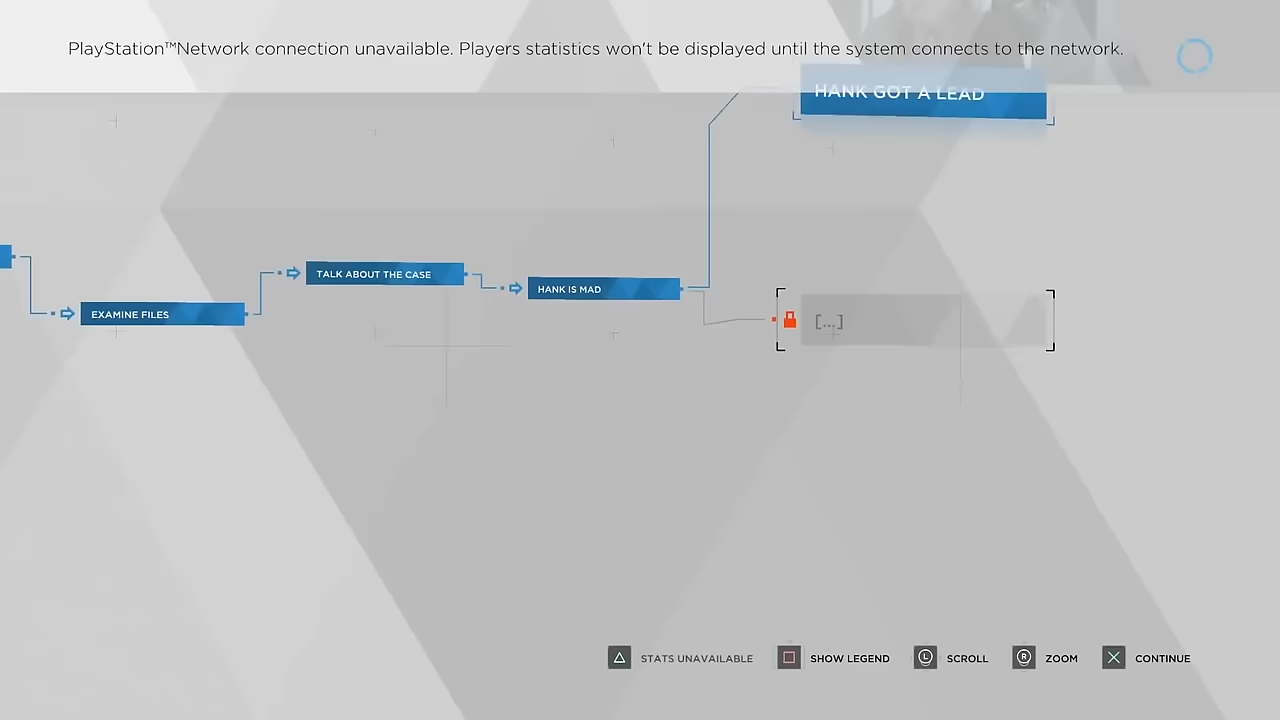 PlayStation™Network connection unavailable. Players statistics won't be displayed until the system connects to the network.
HANK GOT A LEAD
TALK ABOUT THE CASE
HANK IS MAD
EXAMINE FILES
[...]
STATS UNAVAILABLE
SHOW LEGEND
L SCROLL
R ZOOM
CONTINUE